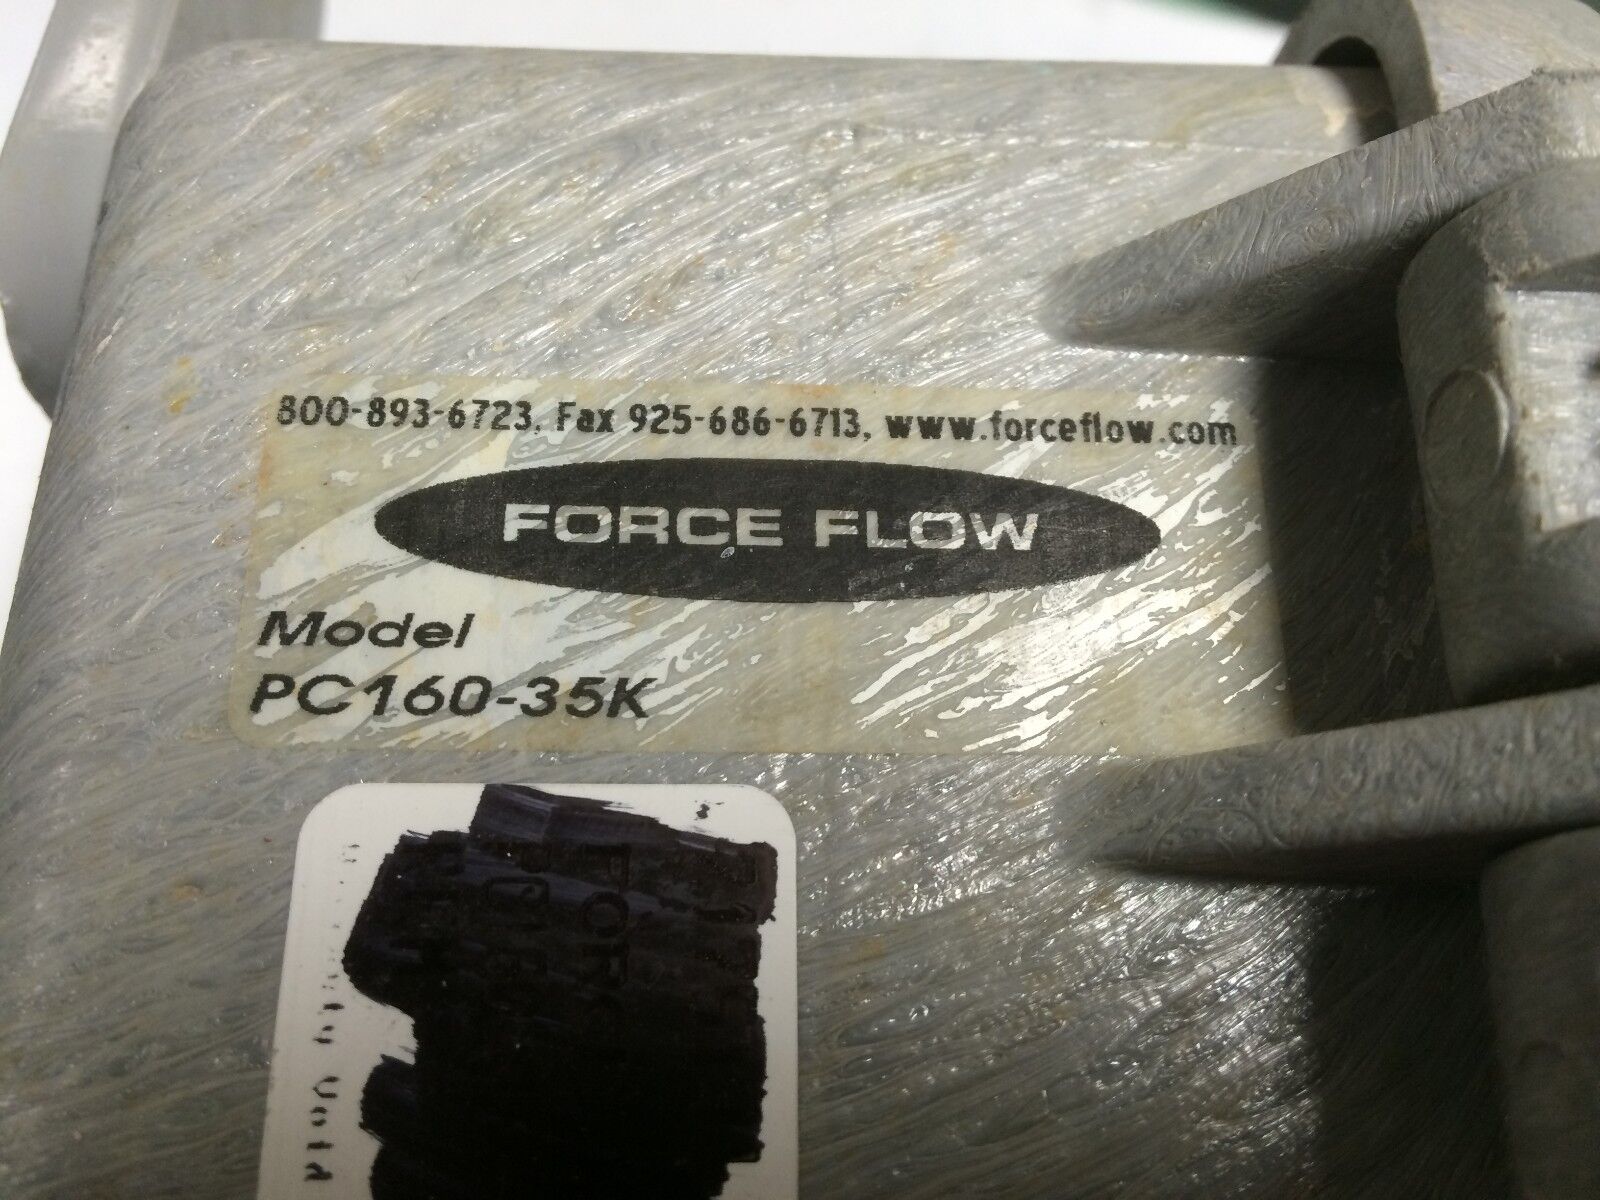 800-893-6723, Fax 925-686-6713, www.forceflow.com
FORCE FLOW
Model
PC160-35K